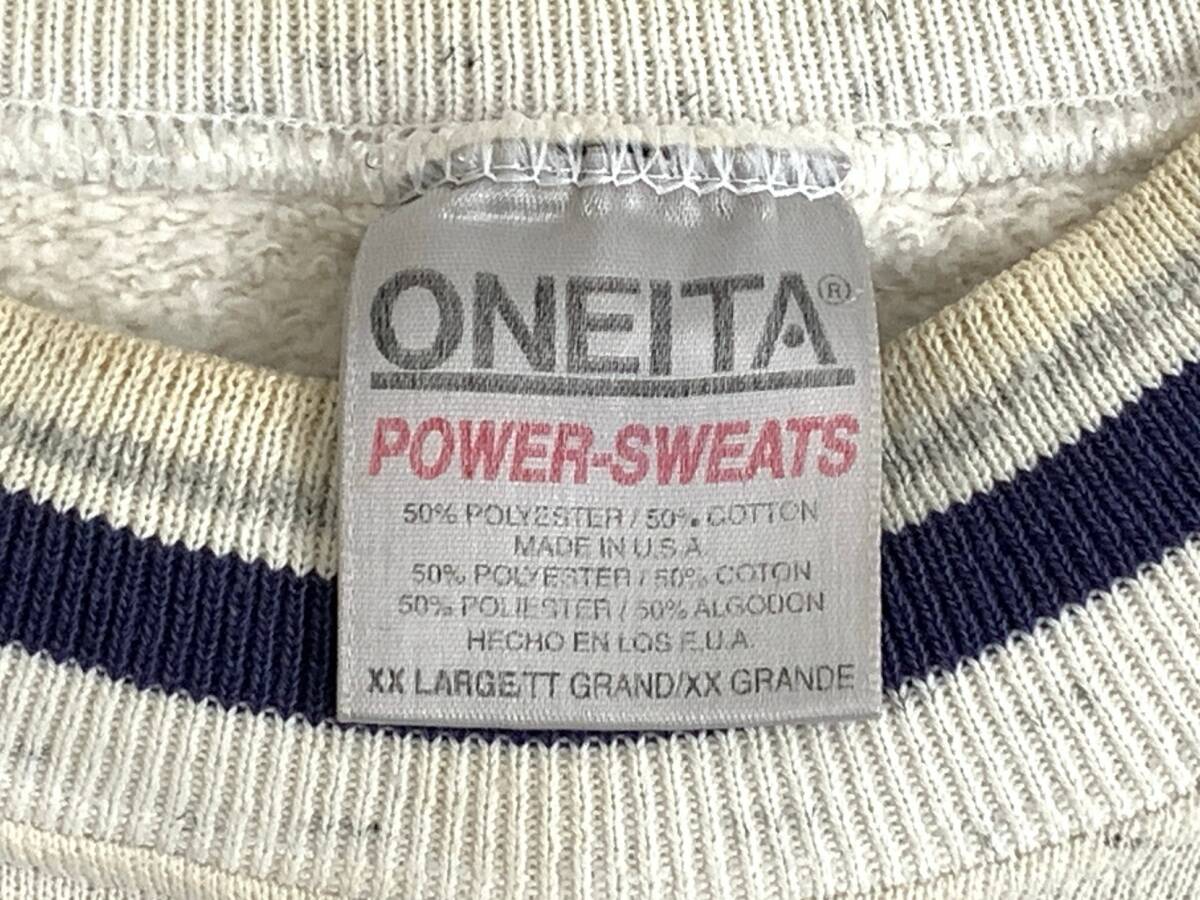 ONEITA®
POWER-SWEATS
50% POLYESTER / 50% COTTON
MADE IN U.S.A.
50% POLYESTER / 50% COTON
50% POLIESTER / 50% ALGODON
HECHO EN LOS E.U.A.
XX LARGE/TT GRAND/XX GRANDE